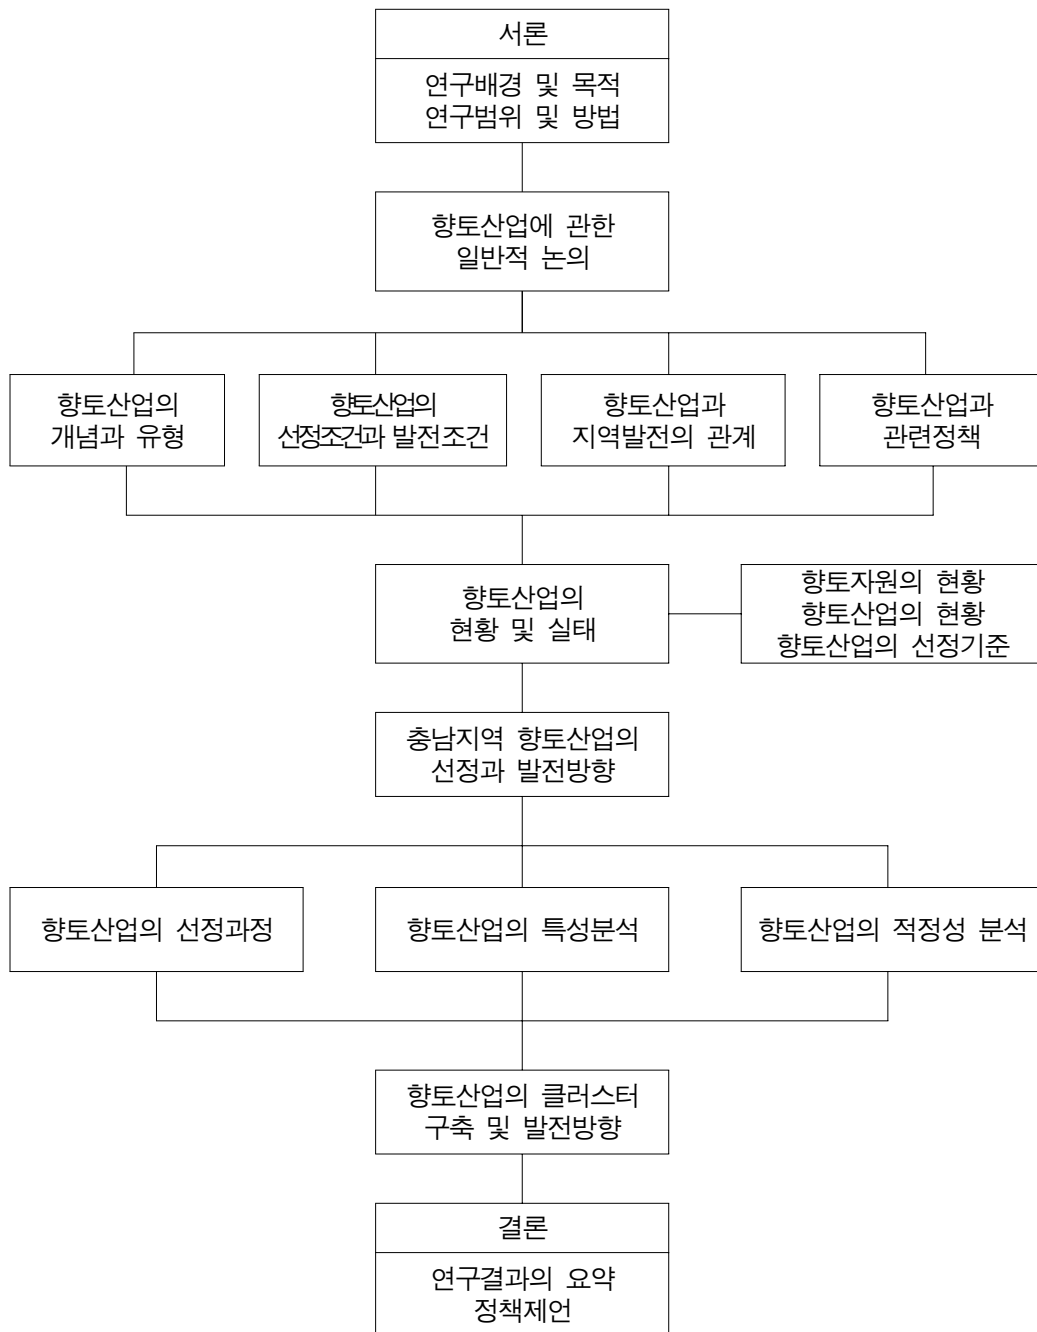 서론
연구배경 및 목적
연구범위 및 방법
향토산업에 관한
일반적 논의
향토산업의
개념과 유형
향토산업의
선정조건과 발전조건
향토산업과
지역발전의 관계
향토산업과
관련정책
향토산업의
현황 및 실태
향토자원의 현황
향토산업의 현황
향토산업의 선정기준
충남지역 향토산업의
선정과 발전방향
향토산업의 선정과정
향토산업의 특성분석
향토산업의 적정성 분석
향토산업의 클러스터
구축 및 발전방향
결론
연구결과의 요약
정책제언